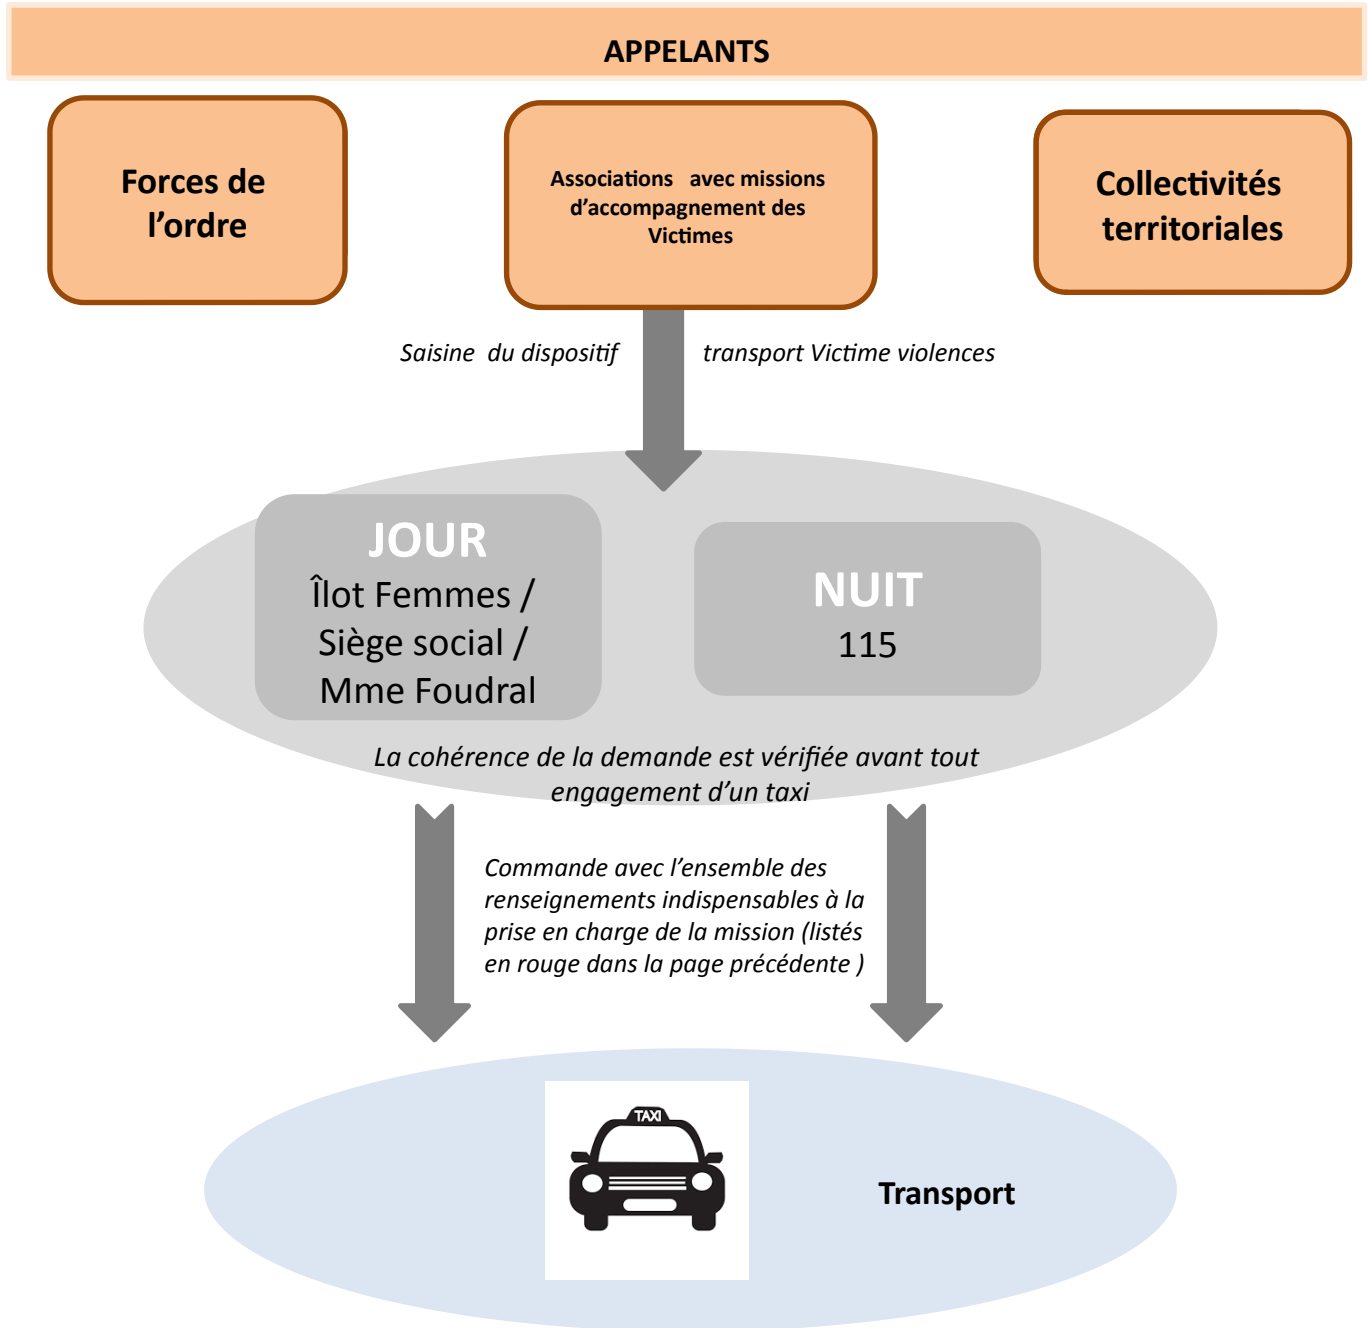 APPELANTS
Forces de
l’ordre
Associations avec missions
d’accompagnement des
Victimes
Collectivités
territoriales
Saisine du dispositif transport Victime violences
JOUR
Îlot Femmes /
Siège social /
Mme Foudral
NUIT
115
La cohérence de la demande est vérifiée avant tout
engagement d’un taxi
Commande avec l’ensemble des
renseignements indispensables à la
prise en charge de la mission (listés
en rouge dans la page précédente )
TAXI
Transport